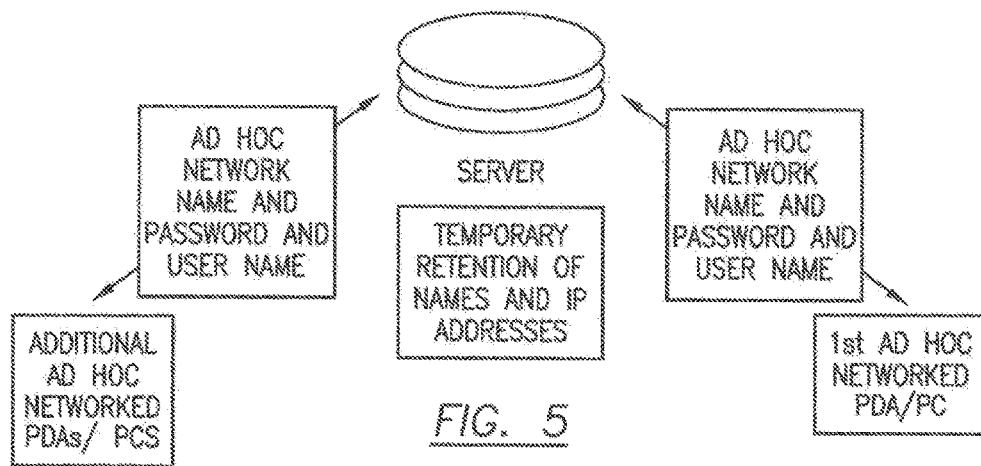 AD HOC
NETWORK
NAME AND
PASSWORD AND
USER NAME
SERVER
AD HOC
NETWORK
NAME AND
PASSWORD AND
USER NAME
TEMPORARY
RETENTION OF
NAMES AND IP
ADDRESSES
ADDITIONAL
AD HOC
NETWORKED
PDAs/ PCS
1st AD HOC
NETWORKED
PDA/PC
FIG. 5